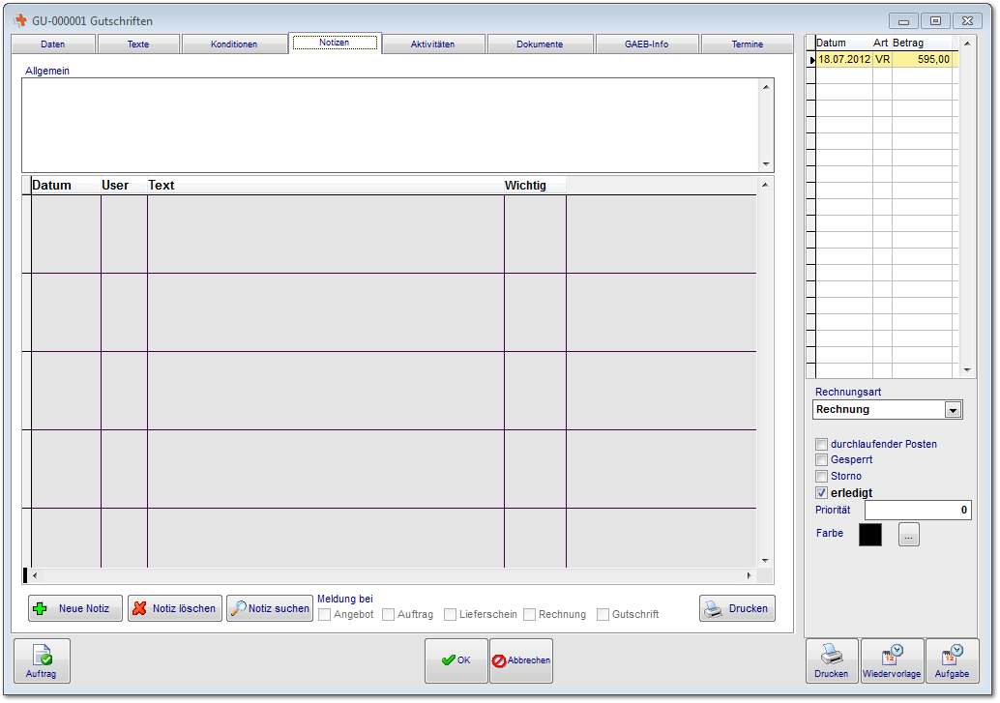 GU-000001 Gutschriften
Daten Texte Konditionen Notizen Aktivitäten Dokumente GAEB-Info Termine
Allgemein
Datum User Text Wichtig
Neue Notiz Notiz löschen Notiz suchen
Meldung bei
Angebot Auftrag Lieferschein Rechnung Gutschrift
Drucken
Datum Art Betrag
18.07.2012 VR 595,00
Rechnungsart
Rechnung
durchlaufender Posten
Gesperrt
Storno
erledigt
Priorität 0
Farbe ...
Auftrag
OK Abbrechen
12 12
Drucken Wiedervorlage Aufgabe